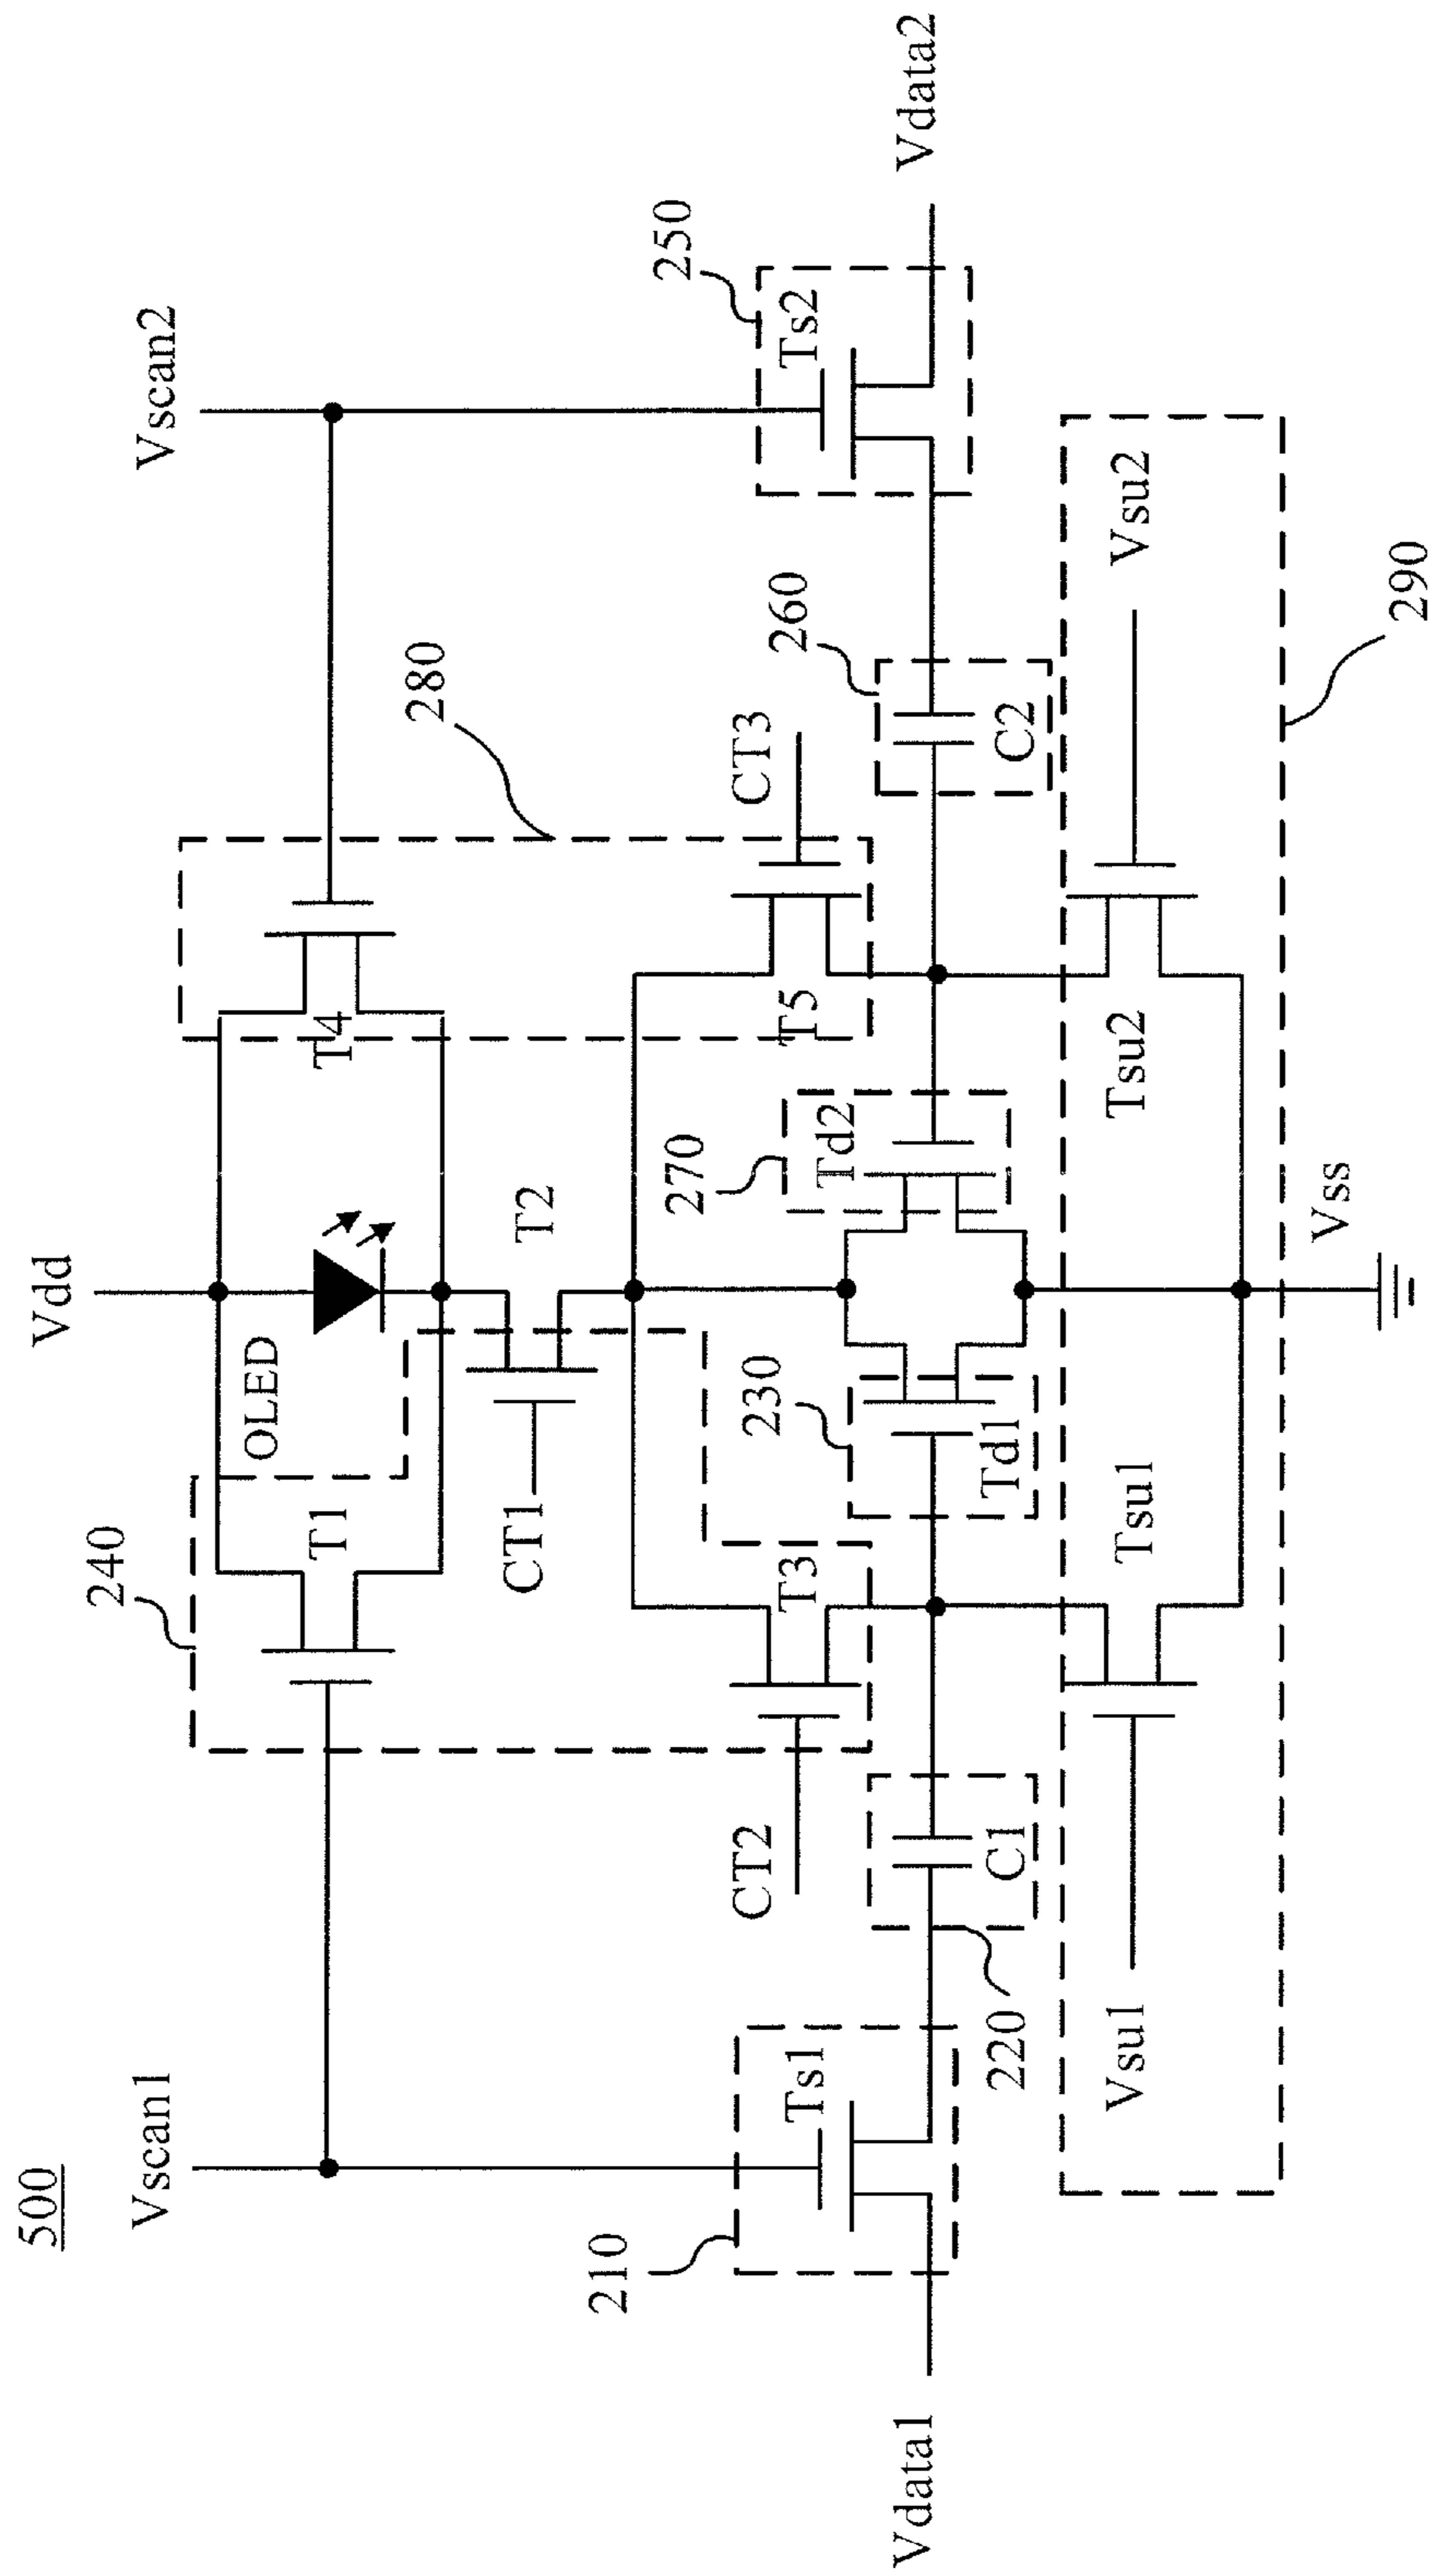 500
Vdd
Vscan1
Vscan2
240
OLED
T1
T4
280
T2
CT1
CT2
T3
T5
CT3
210
Ts1
250
Ts2
230
Td1
270
Td2
260
C2
220
C1
Vdata1
Vdata2
Vsu1
Tsu1
Tsu2
Vsu2
290
Vss